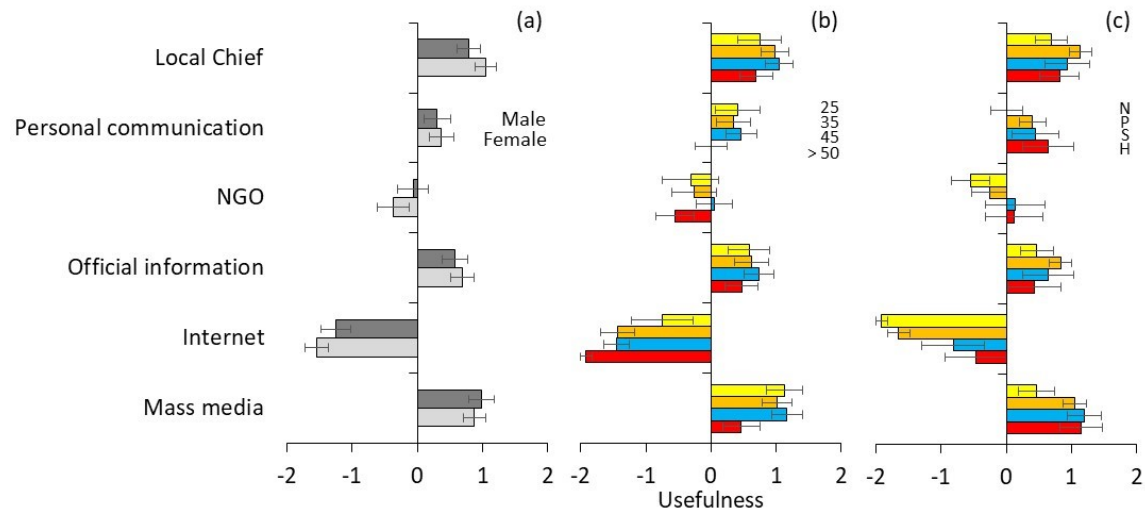 (a) (b) (c)
Local Chief
Personal communication
NGO
Official information
Internet
Mass media
Male
Female
25
35
45
> 50
N
P
S
H
-2 -1 0 1 2
-2 -1 0 1 2
-2 -1 0 1 2
Usefulness